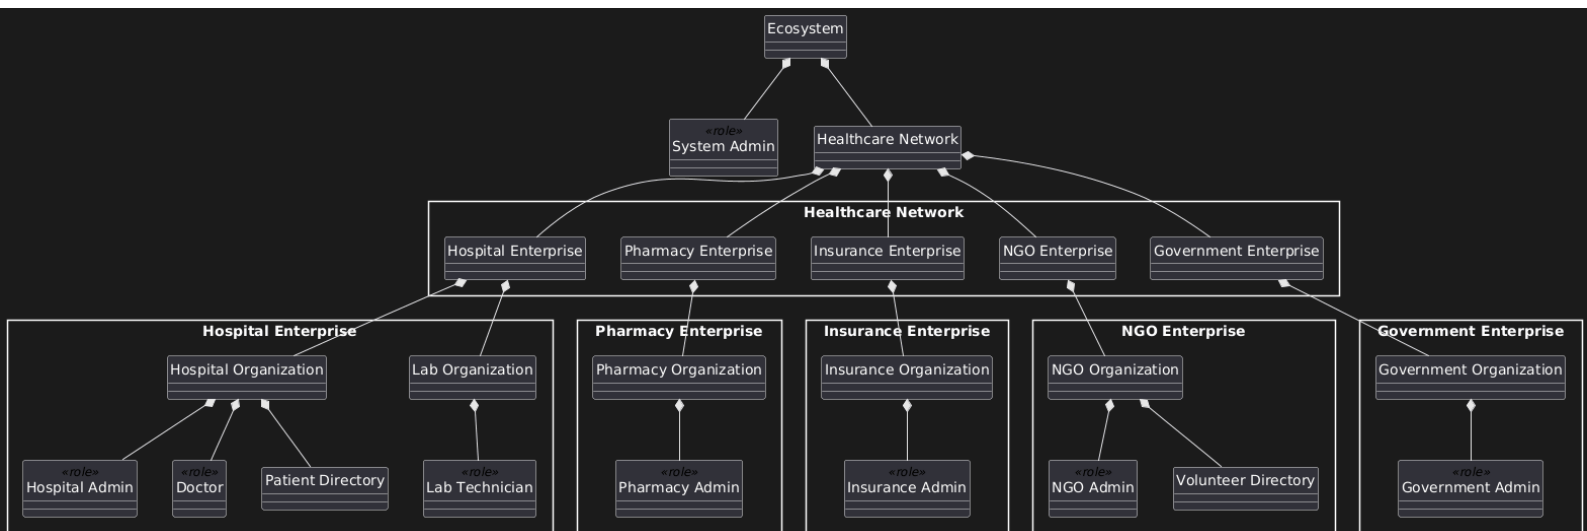 Ecosystem
«role»
System Admin
Healthcare Network
Healthcare Network
Hospital Enterprise
Pharmacy Enterprise
Insurance Enterprise
NGO Enterprise
Government Enterprise
Hospital Enterprise
Pharmacy Enterprise
Insurance Enterprise
NGO Enterprise
Government Enterprise
Hospital Organization
Lab Organization
Pharmacy Organization
Insurance Organization
NGO Organization
Government Organization
«role»
Hospital Admin
«role»
Doctor
Patient Directory
«role»
Lab Technician
«role»
Pharmacy Admin
«role»
Insurance Admin
«role»
NGO Admin
Volunteer Directory
«role»
Government Admin